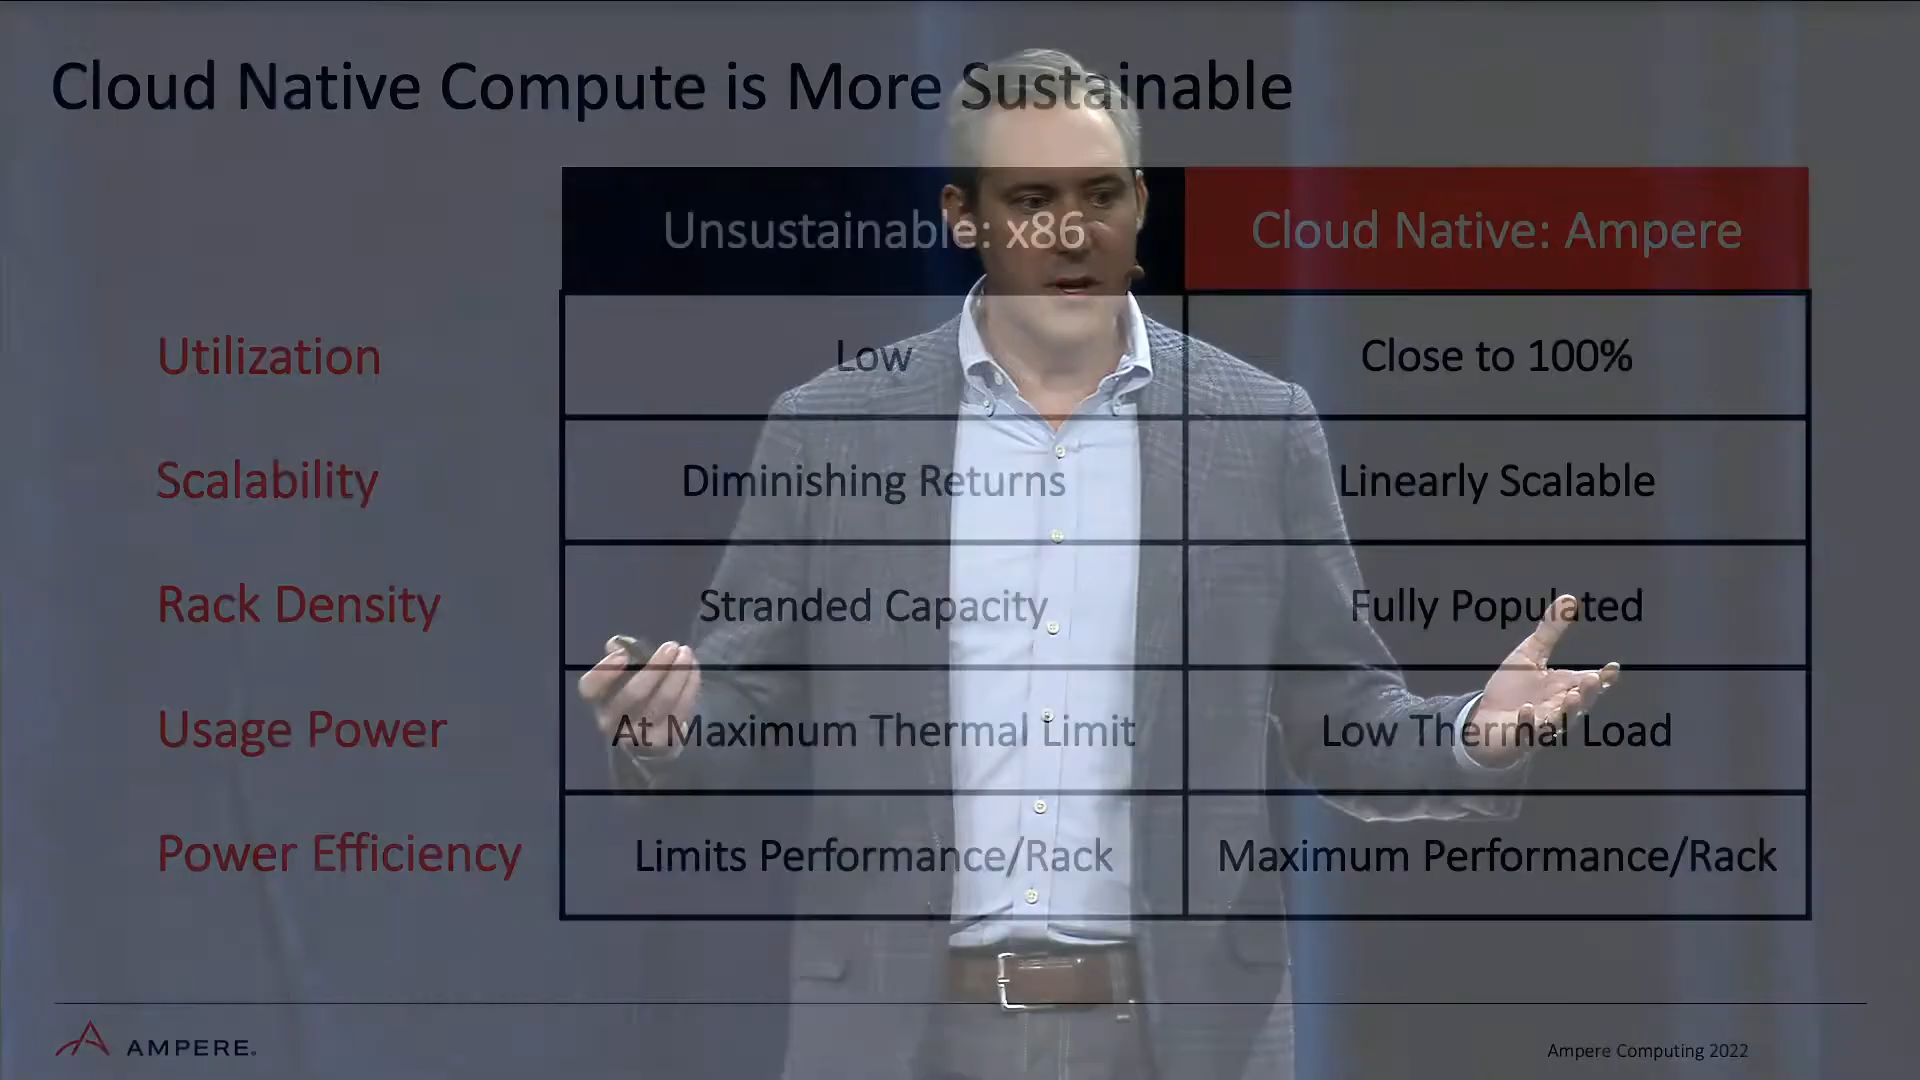 Cloud Native Compute is More Sustainable
Unsustainable: x86 Cloud Native: Ampere
Utilization Low Close to 100%
Scalability Diminishing Returns Linearly Scalable
Rack Density Stranded Capacity Fully Populated
Usage Power At Maximum Thermal Limit Low Thermal Load
Power Efficiency Limits Performance/Rack Maximum Performance/Rack
AMPERE. Ampere Computing 2022